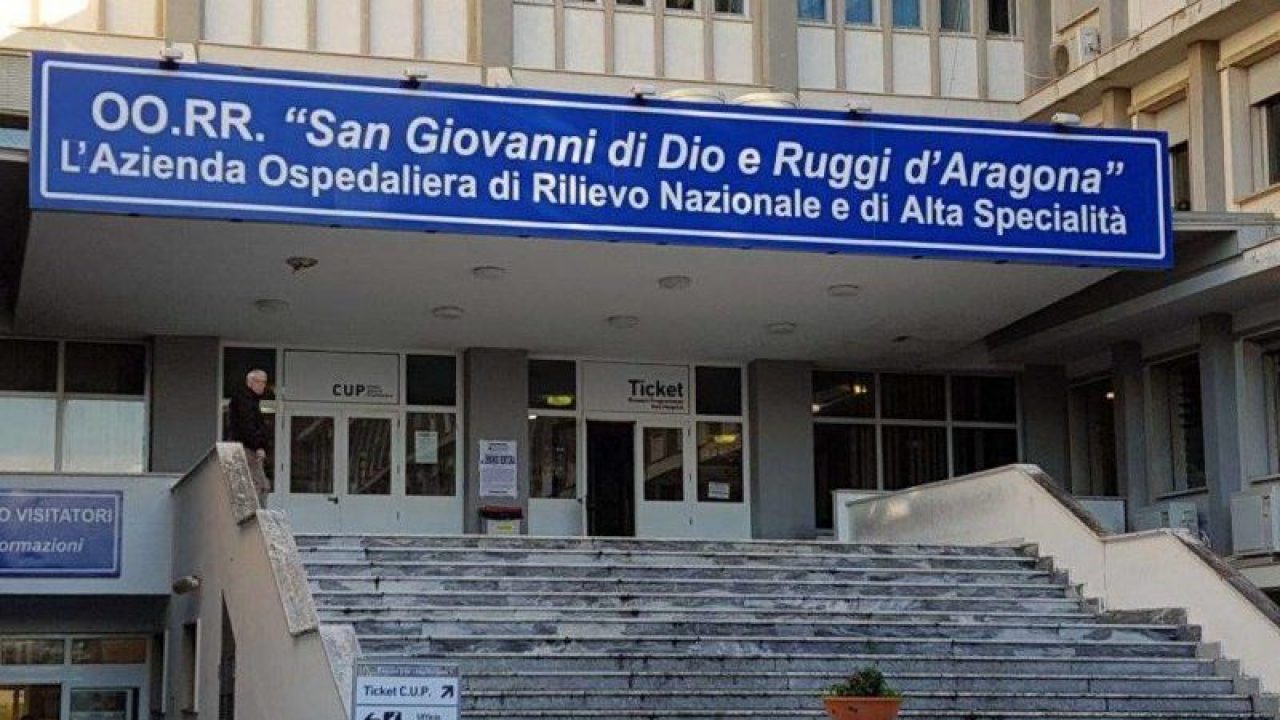 OO.RR. “San Giovanni di Dio e Ruggi d’Aragona”
L’Azienda Ospedaliera di Rilievo Nazionale e di Alta Specialità
CUP
Ticket
O VISITATORI
ormazioni
Ticket C.U.P.